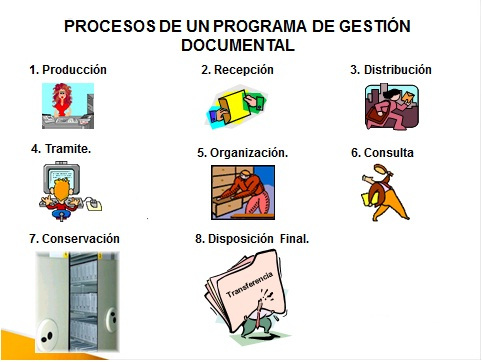 PROCESOS DE UN PROGRAMA DE GESTIÓN
DOCUMENTAL
1. Producción
2. Recepción
3. Distribución
4. Tramite.
5. Organización.
6. Consulta
7. Conservación
8. Disposición Final.
Transferencia